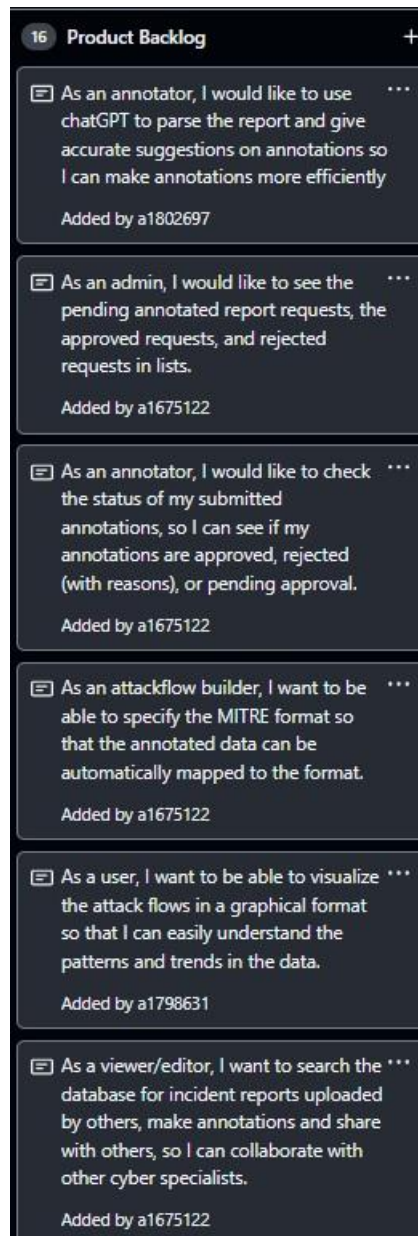 16 Product Backlog +
As an annotator, I would like to use ...
chatGPT to parse the report and give
accurate suggestions on annotations so
I can make annotations more efficiently
Added by a1802697
As an admin, I would like to see the ...
pending annotated report requests, the
approved requests, and rejected
requests in lists.
Added by a1675122
As an annotator, I would like to check ...
the status of my submitted
annotations, so I can see if my
annotations are approved, rejected
(with reasons), or pending approval.
Added by a1675122
As an attackflow builder, I want to be ...
able to specify the MITRE format so
that the annotated data can be
automatically mapped to the format.
Added by a1675122
As a user, I want to be able to visualize ...
the attack flows in a graphical format
so that I can easily understand the
patterns and trends in the data.
Added by a1798631
As a viewer/editor, I want to search the ...
database for incident reports uploaded
by others, make annotations and share
with others, so I can collaborate with
other cyber specialists.
Added by a1675122